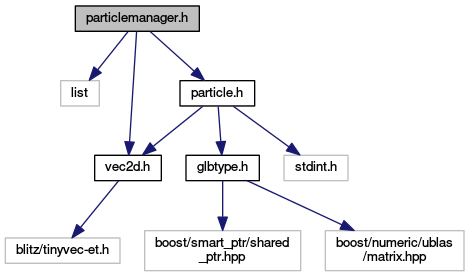 particlemanager.h
list
particle.h
vec2d.h
glbtype.h
stdint.h
blitz/tinyvec-et.h
boost/smart_ptr/shared
_ptr.hpp
boost/numeric/ublas
/matrix.hpp